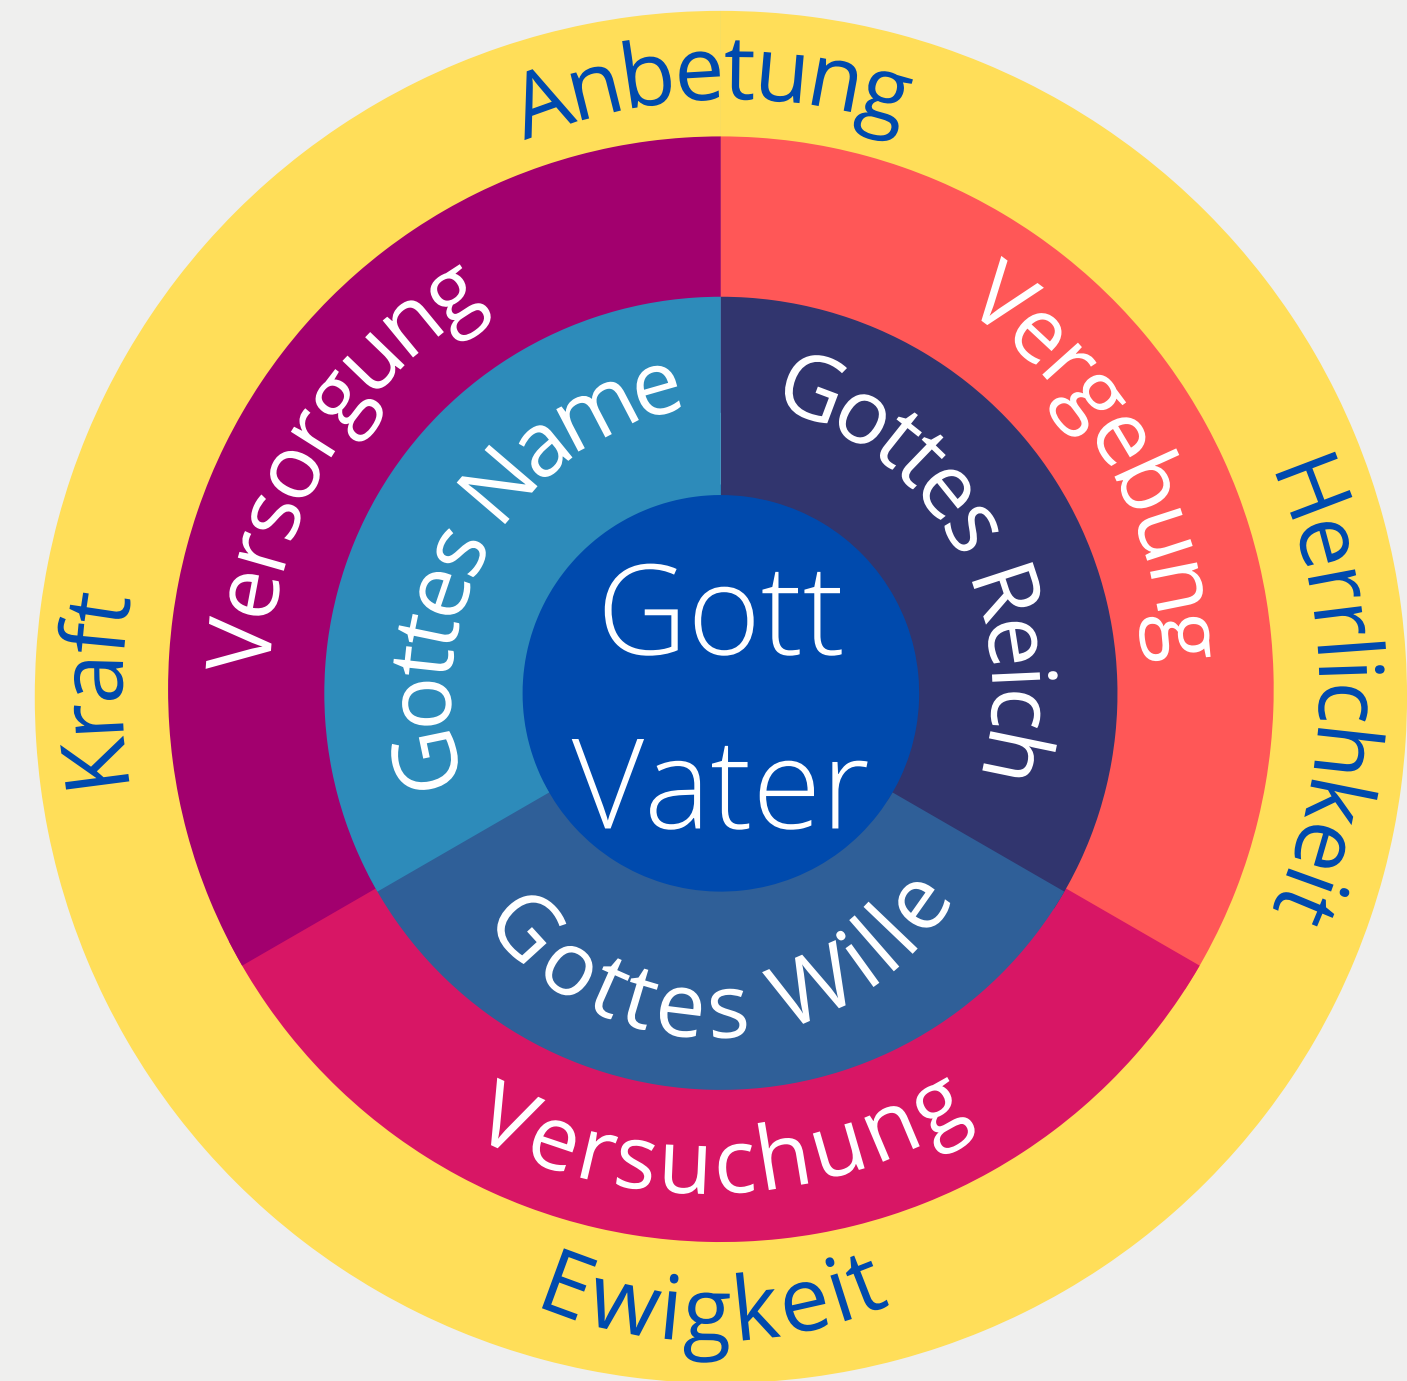 Anbetung
Versorgung
Vergebung
Gottes Name
Gottes Reich
Herrlichkeit
Kraft
Gott
Vater
Gottes Wille
Versuchung
Ewigkeit